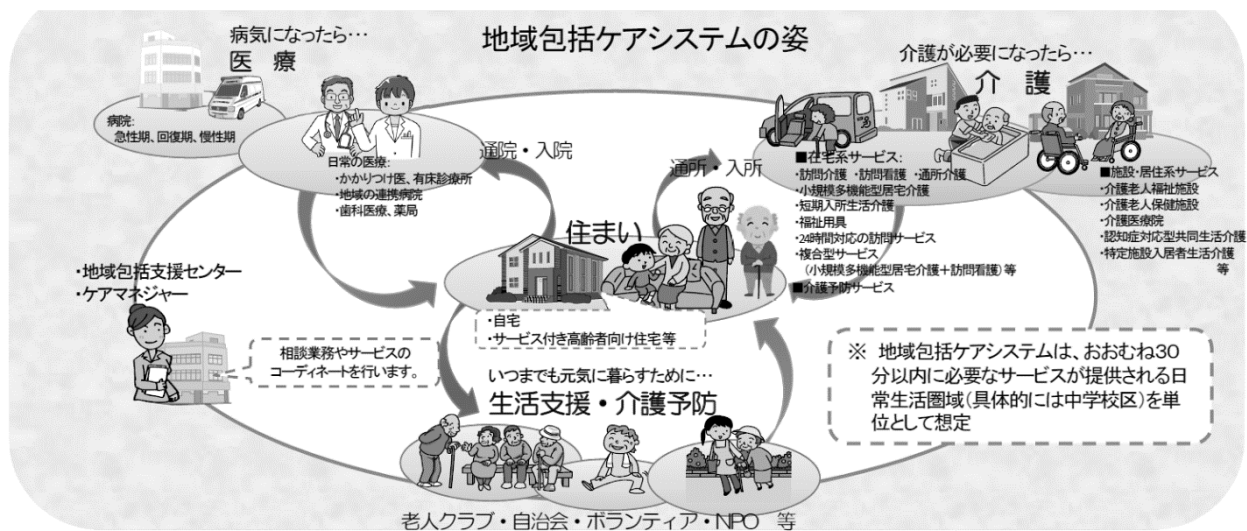 地域包括ケアシステムの姿
病気になったら…
医 療
病院:
急性期、回復期、慢性期
日常の医療:
・かかりつけ医、有床診療所
・地域の連携病院
・歯科医療、薬局
通院・入院
通所・入所
介護が必要になったら…
介 護
■在宅系サービス:
・訪問介護 ・訪問看護 ・通所介護
・小規模多機能型居宅介護
・短期入所生活介護
・福祉用具
・24時間対応の訪問サービス
・複合型サービス
(小規模多機能型居宅介護+訪問看護)等
■介護予防サービス
■施設・居住系サービス
・介護老人福祉施設
・介護老人保健施設
・介護医療院
・認知症対応型共同生活介護
・特定施設入居者生活介護
等
住まい
・自宅
・サービス付き高齢者向け住宅等
・地域包括支援センター
・ケアマネジャー
相談業務やサービスの
コーディネートを行います。
いつまでも元気に暮らすために…
生活支援・介護予防
老人クラブ・自治会・ボランティア・NPO 等
※ 地域包括ケアシステムは、おおむね30
分以内に必要なサービスが提供される日
常生活圏域(具体的には中学校区)を単
位として想定